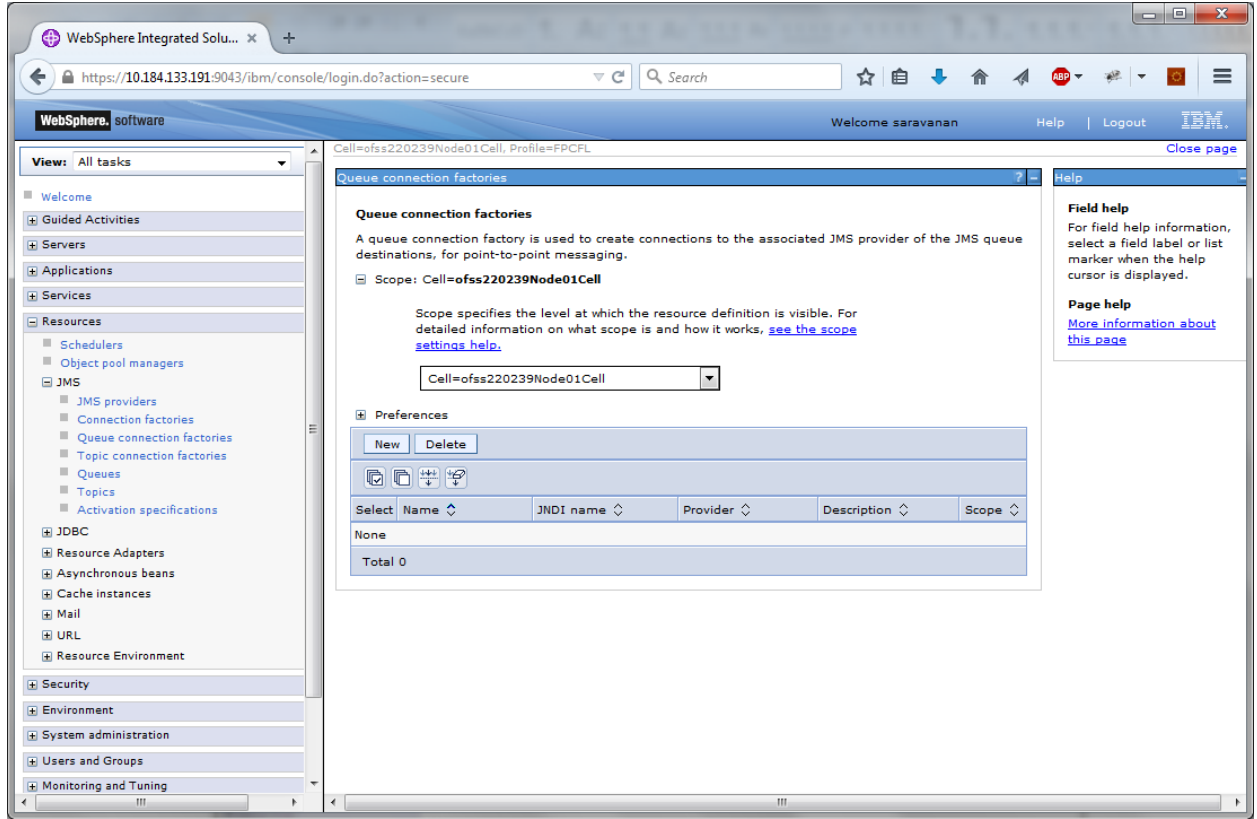 WebSphere Integrated Solu...
https://10.184.133.191:9043/ibm/console/login.do?action=secure
Search
ABP
WebSphere. software
Welcome saravanan
Help | Logout
IBM.
View: All tasks
Welcome
Guided Activities
Servers
Applications
Services
Resources
Schedulers
Object pool managers
JMS
JMS providers
Connection factories
Queue connection factories
Topic connection factories
Queues
Topics
Activation specifications
JDBC
Resource Adapters
Asynchronous beans
Cache instances
Mail
URL
Resource Environment
Security
Environment
System administration
Users and Groups
Monitoring and Tuning
Cell=ofss220239Node01Cell, Profile=FPCFL
Close page
Queue connection factories
Queue connection factories
A queue connection factory is used to create connections to the associated JMS provider of the JMS queue
destinations, for point-to-point messaging.
Scope: Cell=ofss220239Node01Cell
Scope specifies the level at which the resource definition is visible. For
detailed information on what scope is and how it works, see the scope
settings help.
Cell=ofss220239Node01Cell
Preferences
New Delete
Select Name JNDI name Provider Description Scope
None
Total 0
Help
Field help
For field help information,
select a field label or list
marker when the help
cursor is displayed.
Page help
More information about
this page